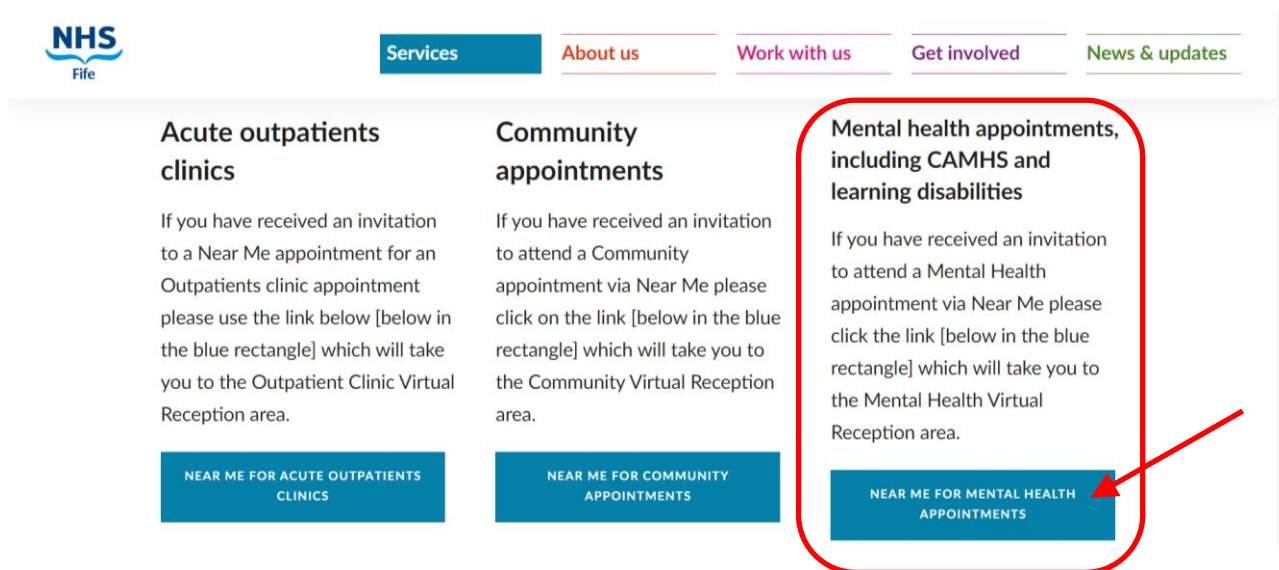 NHS
Fife
Services
About us
Work with us
Get involved
News & updates
Acute outpatients
clinics
If you have received an invitation
to a Near Me appointment for an
Outpatients clinic appointment
please use the link below [below in
the blue rectangle] which will take
you to the Outpatient Clinic Virtual
Reception area.
NEAR ME FOR ACUTE OUTPATIENTS
CLINICS
Community
appointments
If you have received an invitation
to attend a Community
appointment via Near Me please
click on the link [below in the blue
rectangle] which will take you to
the Community Virtual Reception
area.
NEAR ME FOR COMMUNITY
APPOINTMENTS
Mental health appointments,
including CAMHS and
learning disabilities
If you have received an invitation
to attend a Mental Health
appointment via Near Me please
click the link [below in the blue
rectangle] which will take you to
the Mental Health Virtual
Reception area.
NEAR ME FOR MENTAL HEALTH
APPOINTMENTS